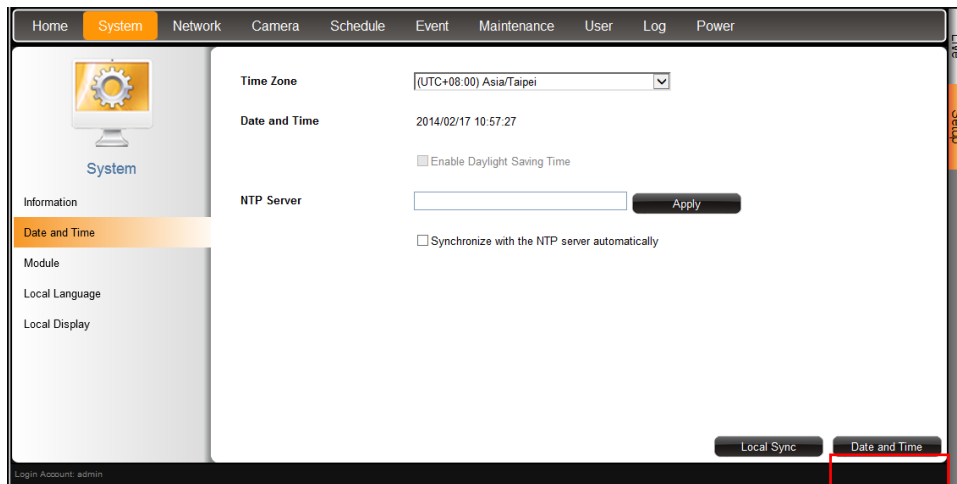 Home System Network Camera Schedule Event Maintenance User Log Power
Live
Setup
System
Information
Date and Time
Module
Local Language
Local Display
Time Zone (UTC+08:00) Asia/Taipei
Date and Time 2014/02/17 10:57:27
Enable Daylight Saving Time
NTP Server Apply
Synchronize with the NTP server automatically
Local Sync Date and Time
Login Account: admin